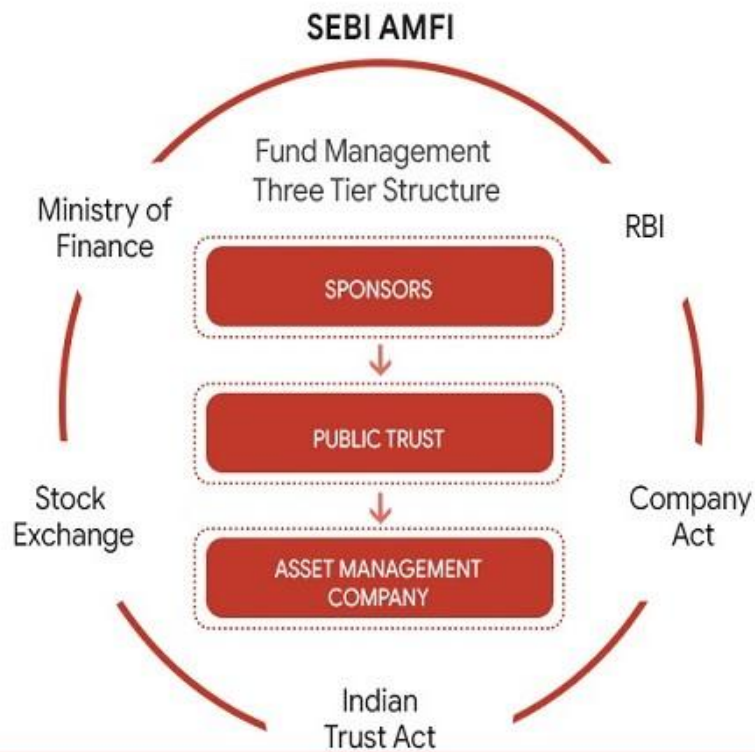 SEBI AMFI
Fund Management
Three Tier Structure
Ministry of
Finance
RBI
SPONSORS
PUBLIC TRUST
Stock
Exchange
Company
Act
ASSET MANAGEMENT
COMPANY
Indian
Trust Act